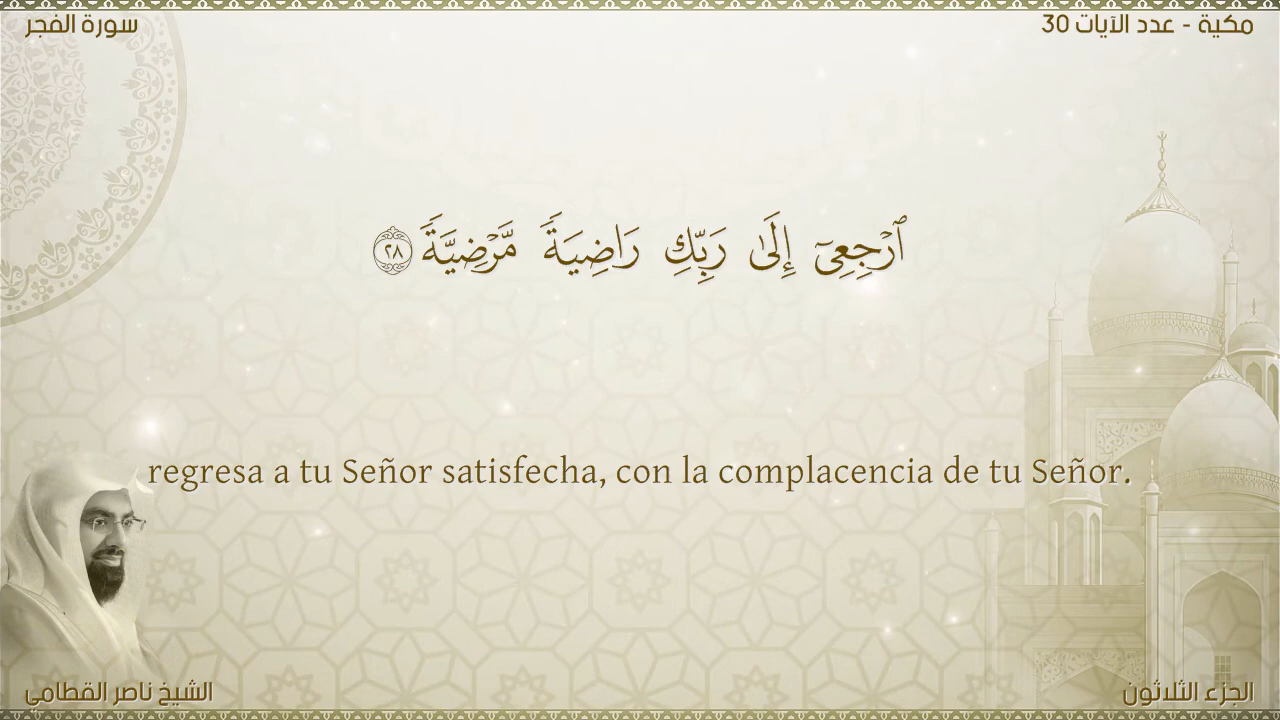 مكية - عدد الآيات 30
سورة الفجر
ٱرْجِعِىٓ إِلَىٰ رَبِّكِ رَاضِيَةً مَّرْضِيَّةً ٢٨
regresa a tu Señor satisfecha, con la complacencia de tu Señor.
الجزء الثلاثون
الشيخ ناصر القطامي